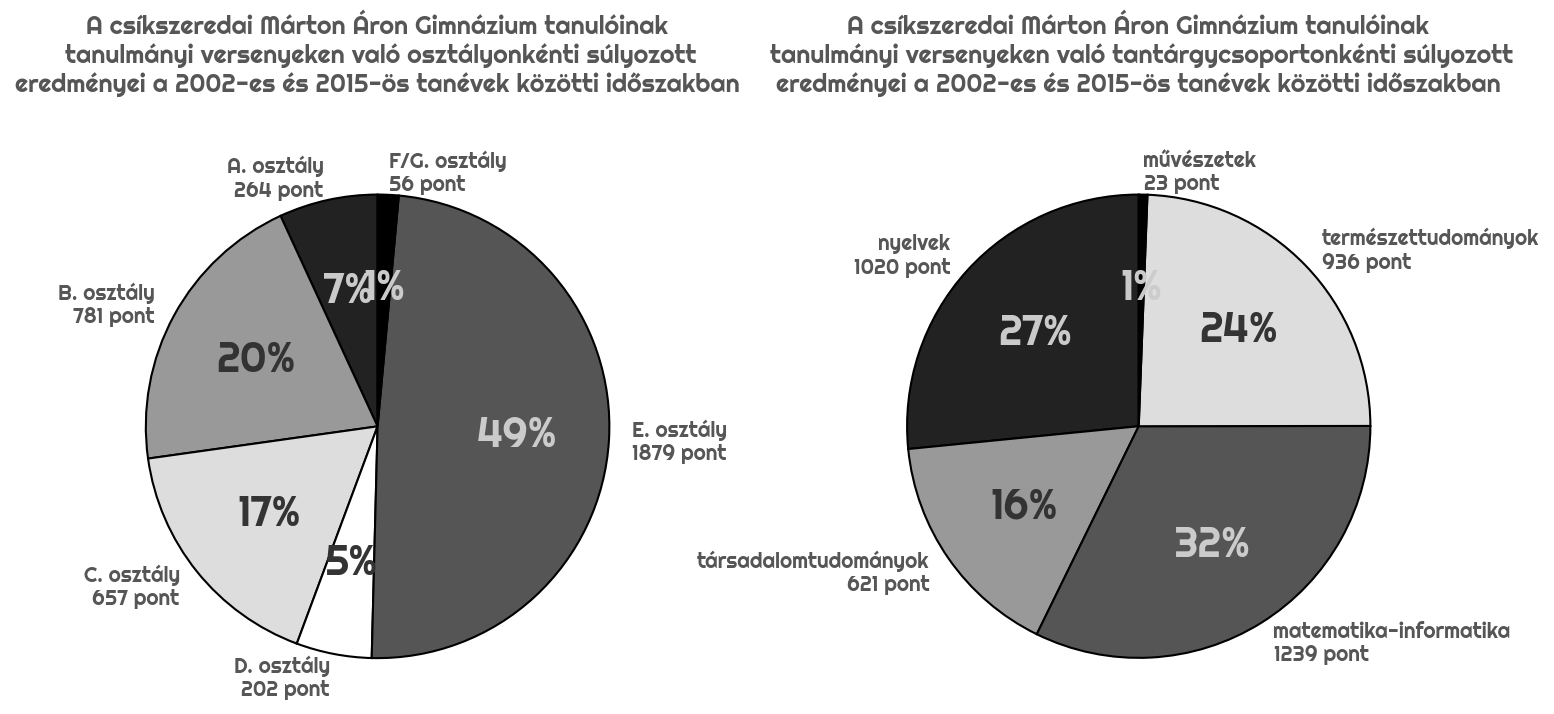 A csíkszeredai Márton Áron Gimnázium tanulóinak
tanulmányi versenyeken való osztályonkénti súlyozott
eredményei a 2002-es és 2015-ös tanévek közötti időszakban
F/G. osztály
56 pont
A. osztály
264 pont
B. osztály
781 pont
7%
1%
20%
49%
E. osztály
1879 pont
17%
5%
C. osztály
657 pont
D. osztály
202 pont
A csíkszeredai Márton Áron Gimnázium tanulóinak
tanulmányi versenyeken való tantárgycsoportonkénti súlyozott
eredményei a 2002-es és 2015-ös tanévek közötti időszakban
művészetek
23 pont
nyelvek
1020 pont
természettudományok
936 pont
1%
27%
24%
16%
32%
társadalomtudományok
621 pont
matematika-informatika
1239 pont